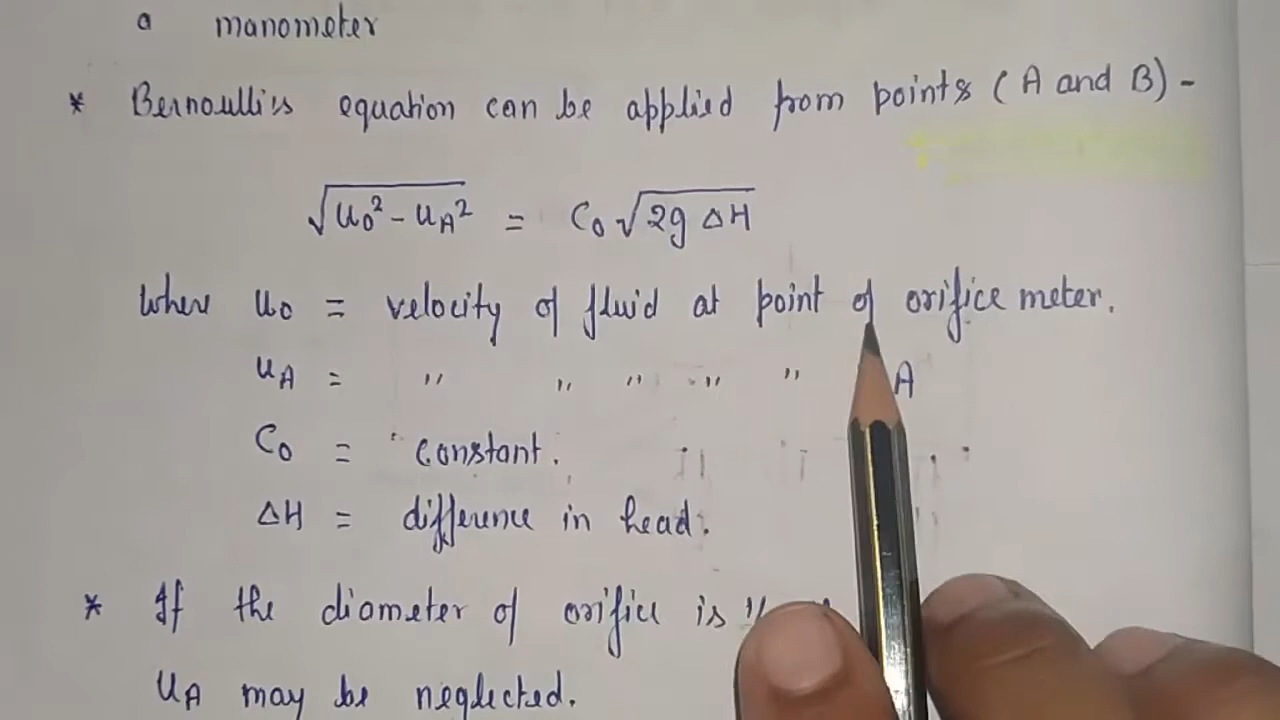 a manometer
* Bernoullis equation can be applied from points (A and B) -
√(u₀² - u_A²) = C₀ √(2g ΔH)
where u₀ = velocity of fluid at point of orifice meter.
u_A = " " " " " A
C₀ = constant.
ΔH = difference in head.
* If the diameter of orifice is
u_A may be neglected.